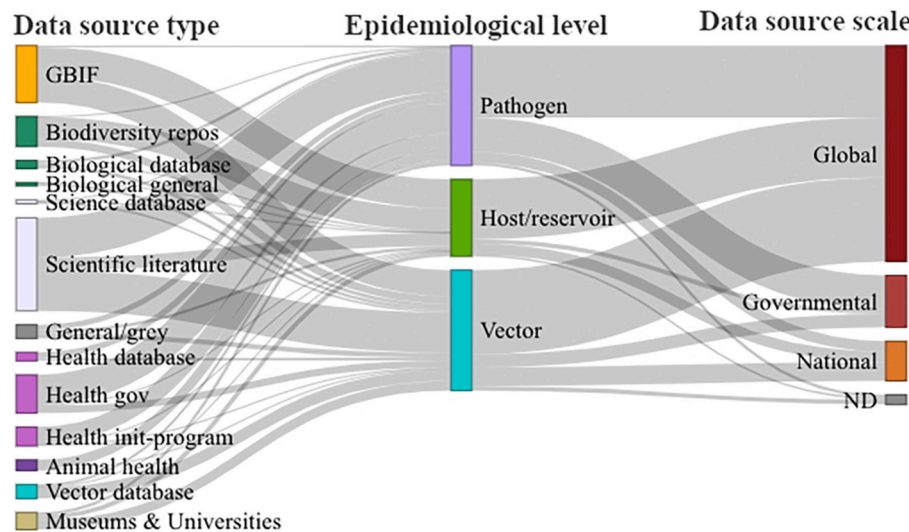 Data source type
Epidemiological level
Data source scale
GBIF
Biodiversity repos
Biological database
Biological general
Science database
Scientific literature
General/grey
Health database
Health gov
Health init-program
Animal health
Vector database
Museums & Universities
Pathogen
Host/reservoir
Vector
Global
Governmental
National
ND